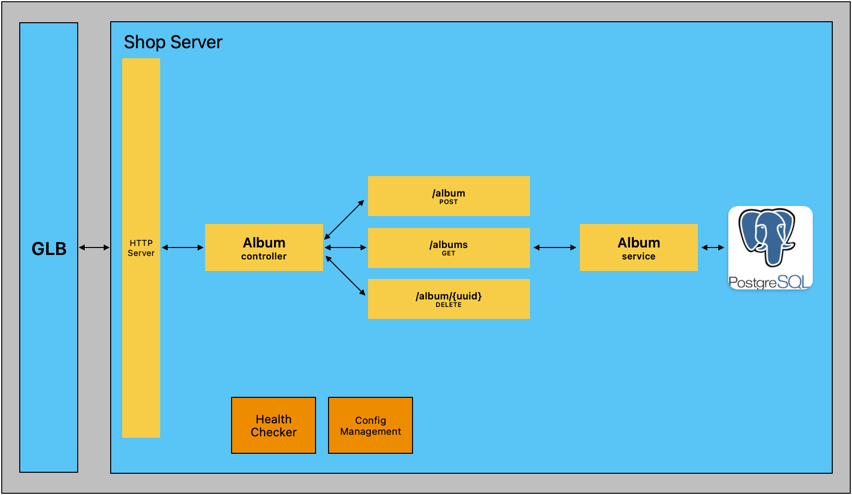 Shop Server
GLB
HTTP
Server
Album
controller
/album
POST
/albums
GET
/album/{uuid}
DELETE
Album
service
PostgreSQL
Health
Checker
Config
Management